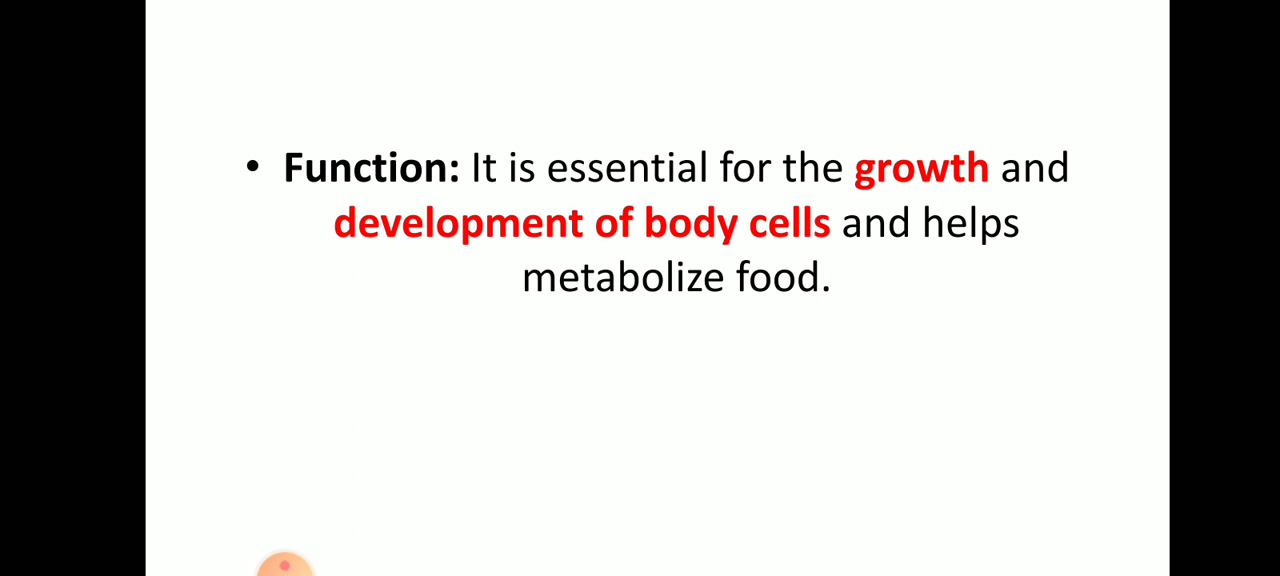 • Function: It is essential for the growth and
development of body cells and helps
metabolize food.